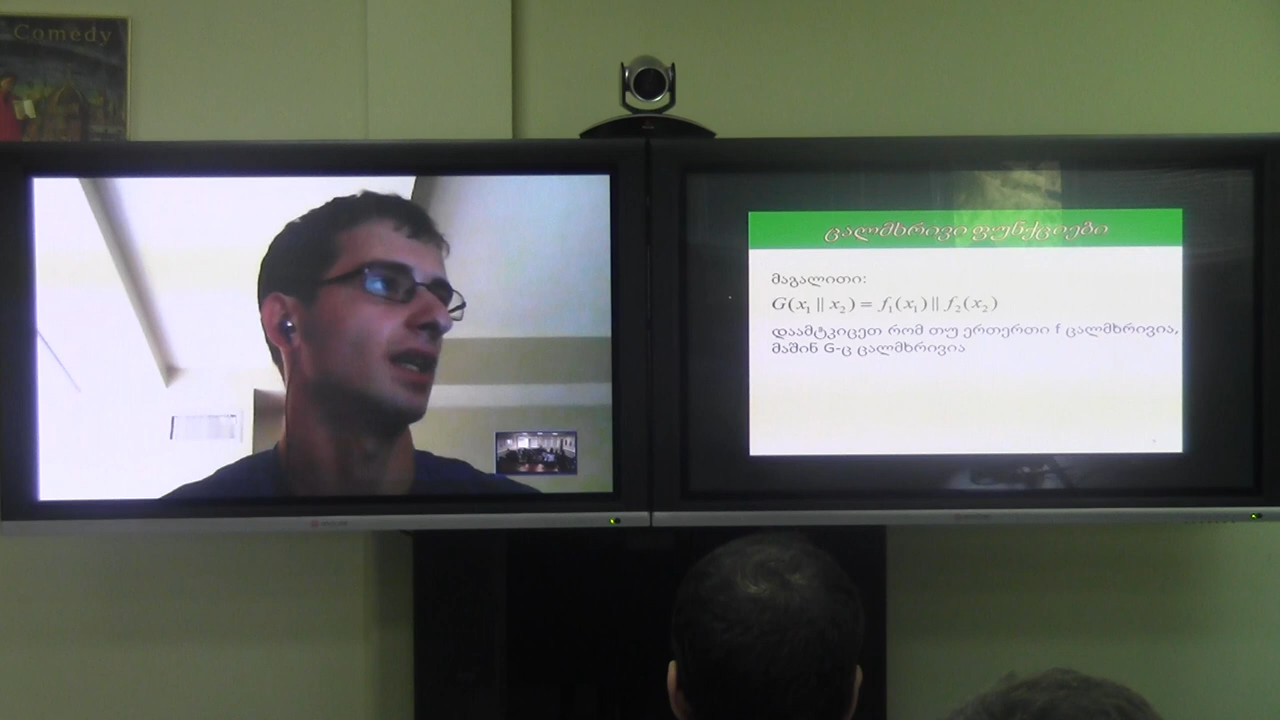 Comedy
ცალმხრივი ფუნქციები
მაგალითი:
G(x₁ || x₂) = f₁(x₁) || f₂(x₂)
დაამტკიცეთ რომ თუ ერთერთი f ცალმხრივია,
მაშინ G-ც ცალმხრივია